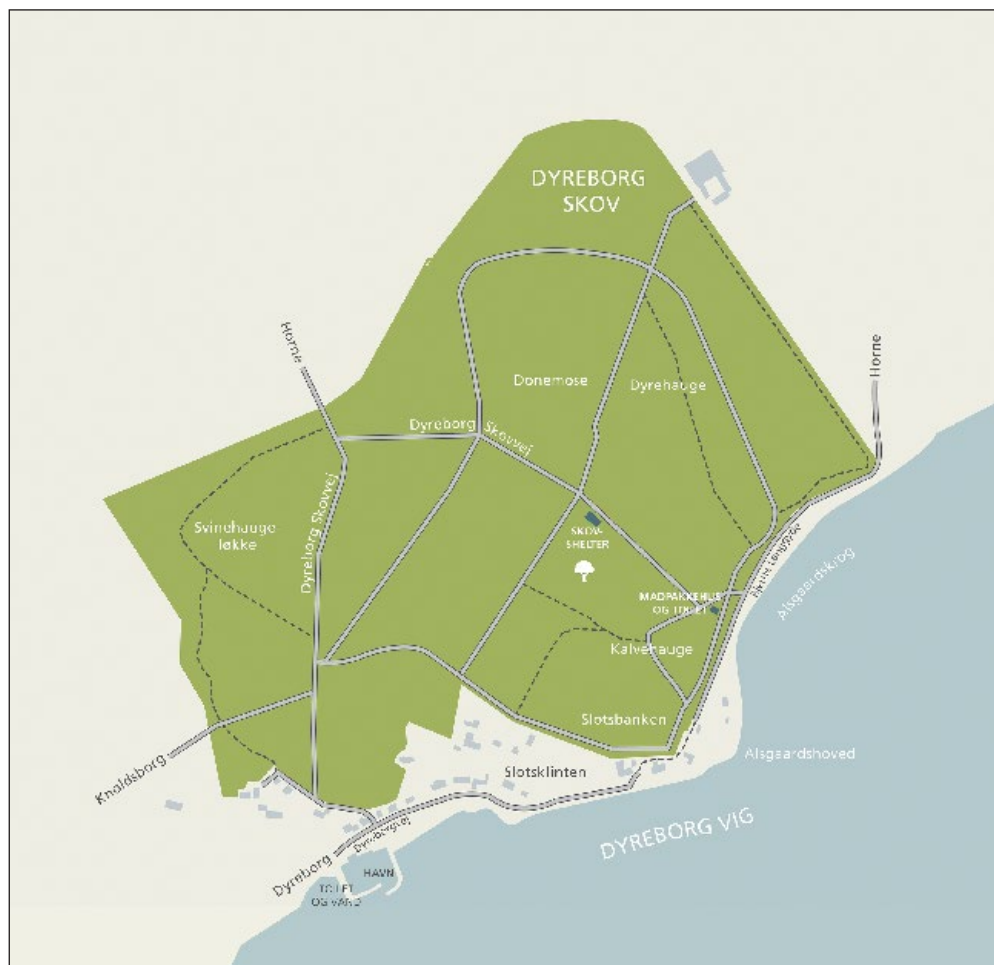 DYREBORG
SKOV
Horne
Horne
Donemose
Dyrehauge
Dyreborg Skovvej
Svinehauge
løkke
Dyreborg Skovvej
SKOV-
SHELTER
Alsgaardskrog
MADPAKKEHUS
OG TOILET
Kalvehauge
Slotsbanken
Alsgaardshoved
Slotsklinten
Knoldsborg
DYREBORG VIG
Dyreborgvej
Dyreborg
HAVN
TOILET
OG VAND